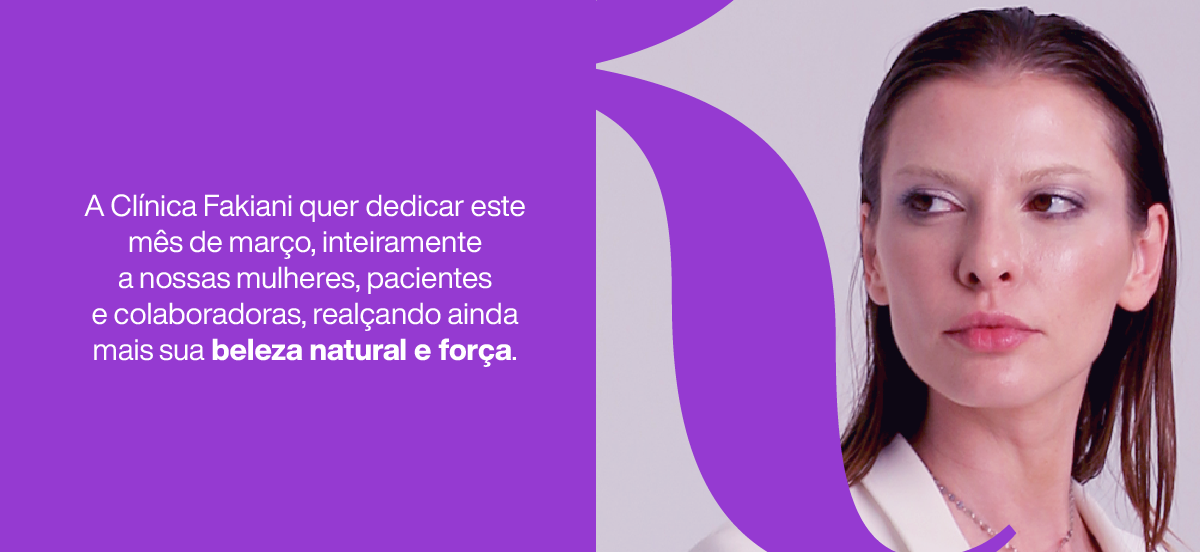 A Clínica Fakiani quer dedicar este
mês de março, inteiramente
a nossas mulheres, pacientes
e colaboradoras, realçando ainda
mais sua beleza natural e força.